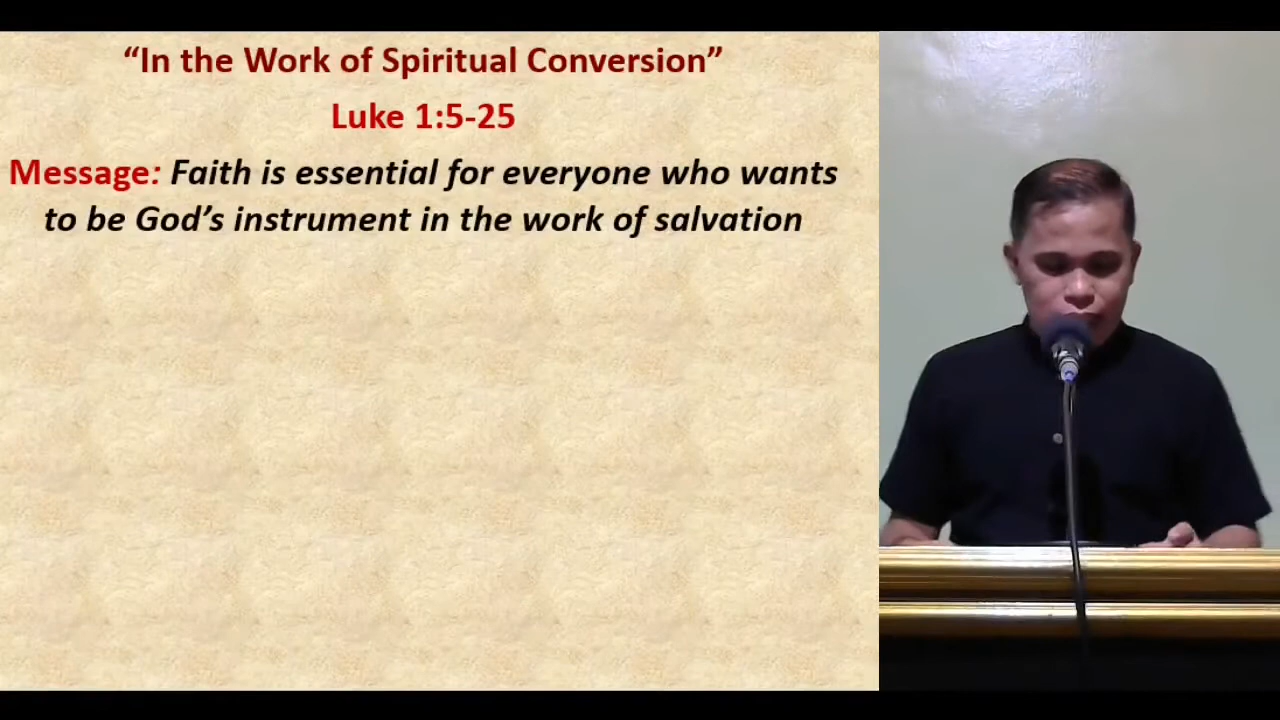 “In the Work of Spiritual Conversion”
Luke 1:5-25
Message: Faith is essential for everyone who wants
to be God’s instrument in the work of salvation